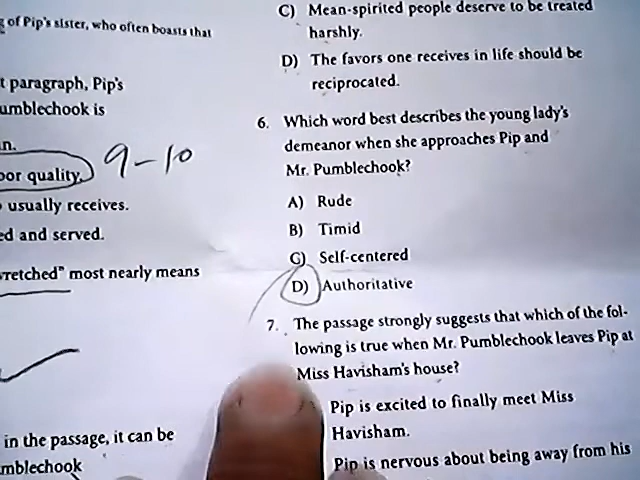 of Pip's sister, who often boasts that
t paragraph, Pip's
umblechook is
n.
oor quality.
9-10
usually receives.
ed and served.
wretched" most nearly means
in the passage, it can be
mblechook
C) Mean-spirited people deserve to be treated
harshly.
D) The favors one receives in life should be
reciprocated.
6. Which word best describes the young lady's
demeanor when she approaches Pip and
Mr. Pumblechook?
A) Rude
B) Timid
C) Self-centered
D) Authoritative
7. The passage strongly suggests that which of the fol-
lowing is true when Mr. Pumblechook leaves Pip at
Miss Havisham's house?
Pip is excited to finally meet Miss
Havisham.
Pip is nervous about being away from his